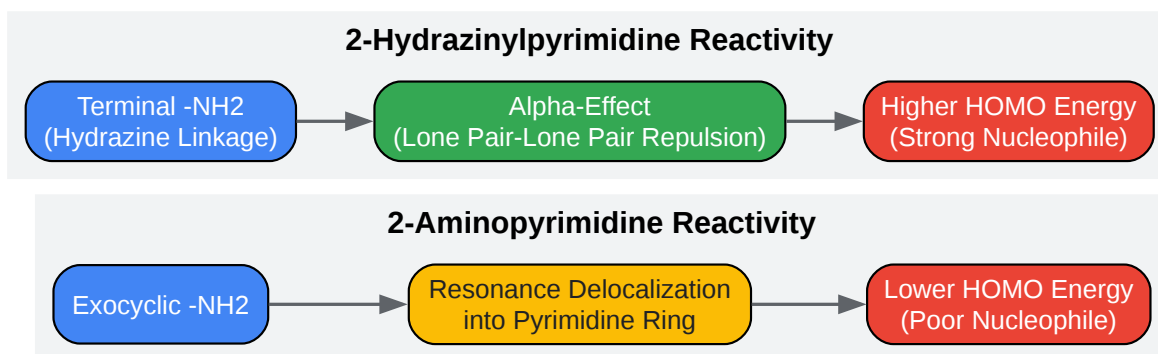 2-Hydrazinylpyrimidine Reactivity
Terminal -NH2
(Hydrazine Linkage)
Alpha-Effect
(Lone Pair-Lone Pair Repulsion)
Higher HOMO Energy
(Strong Nucleophile)
2-Aminopyrimidine Reactivity
Exocyclic -NH2
Resonance Delocalization
into Pyrimidine Ring
Lower HOMO Energy
(Poor Nucleophile)